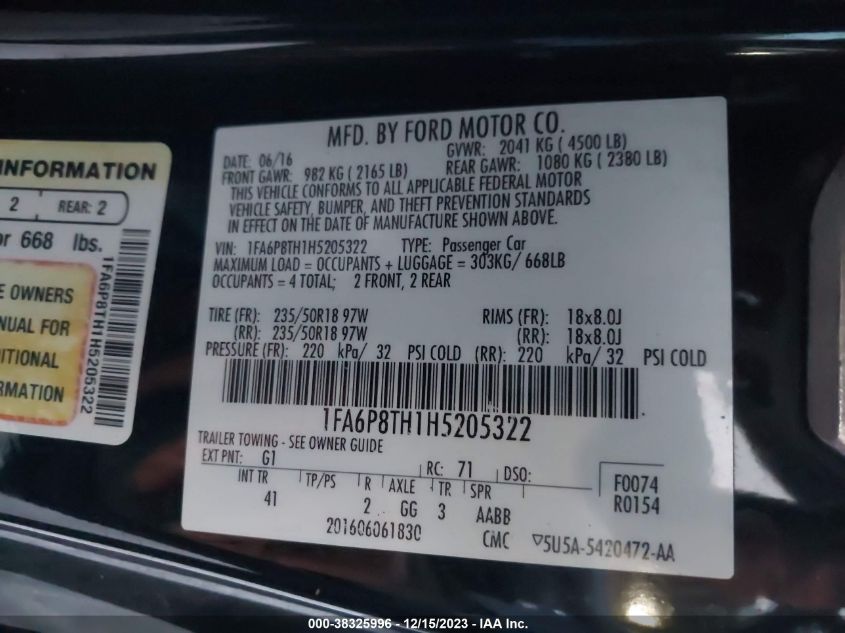 INFORMATION
2 REAR: 2
or 668 lbs.
E OWNERS
NUAL FOR
DITIONAL
RMATION
1FA6P8TH1H5205322
MFD. BY FORD MOTOR CO.
DATE: 06/16 GVWR: 2041 KG ( 4500 LB)
FRONT GAWR: 982 KG ( 2165 LB) REAR GAWR: 1080 KG ( 2380 LB)
THIS VEHICLE CONFORMS TO ALL APPLICABLE FEDERAL MOTOR
VEHICLE SAFETY, BUMPER, AND THEFT PREVENTION STANDARDS
IN EFFECT ON THE DATE OF MANUFACTURE SHOWN ABOVE.
VIN: 1FA6P8TH1H5205322 TYPE: Passenger Car
MAXIMUM LOAD = OCCUPANTS + LUGGAGE = 303KG/ 668LB
OCCUPANTS = 4 TOTAL; 2 FRONT, 2 REAR
TIRE (FR): 235/50R18 97W RIMS (FR): 18x8.0J
(RR): 235/50R18 97W (RR): 18x8.0J
PRESSURE (FR): 220 kPa/ 32 PSI COLD (RR): 220 kPa/ 32 PSI COLD
1FA6P8TH1H5205322
TRAILER TOWING - SEE OWNER GUIDE
EXT PNT: G1 RC: 71 DSO: F0074
INT TR TP/PS R AXLE TR SPR R0154
41 2 GG 3 AABB
201606061830 CMC ▽5U5A-5420472-AA
000-38325996 - 12/15/2023 - IAA Inc.